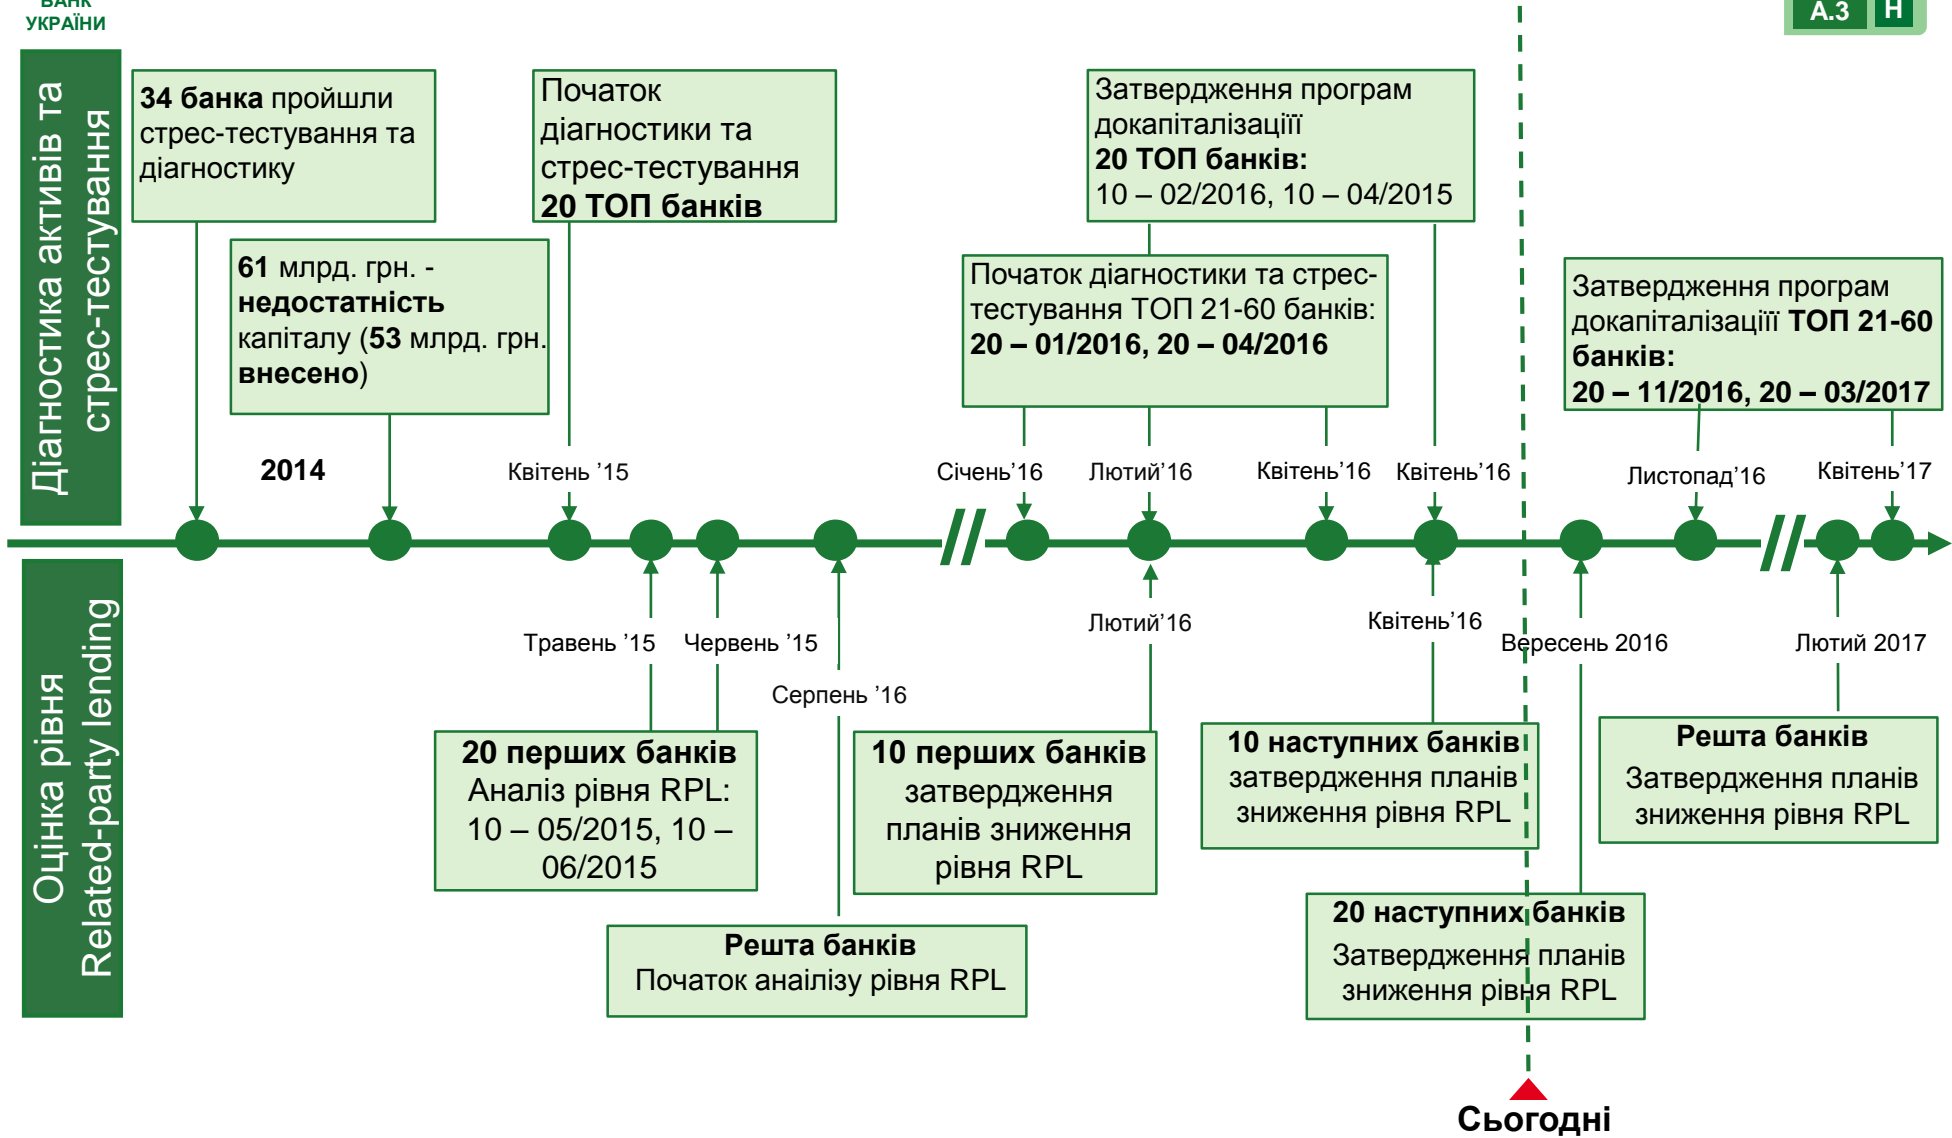 БАНК
УКРАЇНИ
А.3
Н
Діагностика активів та
стрес-тестування
34 банка пройшли
стрес-тестування та
діагностику
61 млрд. грн. -
недостатність
капіталу (53 млрд. грн.
внесено)
Початок
діагностики та
стрес-тестування
20 ТОП банків
Затвердження програм
докапіталізаціїї
20 ТОП банків:
10 – 02/2016, 10 – 04/2015
Початок діагностики та стрес-
тестування ТОП 21-60 банків:
20 – 01/2016, 20 – 04/2016
Затвердження програм
докапіталізаціїї ТОП 21-60
банків:
20 – 11/2016, 20 – 03/2017
2014
Квітень ’15
Січень’16
Лютий’16
Квітень’16
Квітень’16
Листопад’16
Квітень’17
Оцінка рівня
Related-party lending
Травень ’15
Червень ’15
Серпень ’16
Лютий’16
Квітень’16
Вересень 2016
Лютий 2017
20 перших банків
Аналіз рівня RPL:
10 – 05/2015, 10 –
06/2015
Решта банків
Початок анаілізу рівня RPL
10 перших банків
затвердження
планів зниження
рівня RPL
10 наступних банків
затвердження планів
зниження рівня RPL
20 наступних банків
Затвердження планів
зниження рівня RPL
Решта банків
Затвердження планів
зниження рівня RPL
Сьогодні